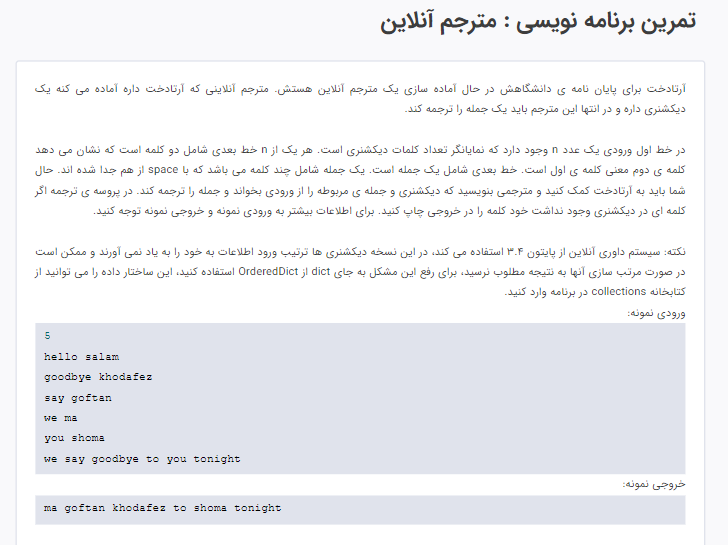 تمرین برنامه نویسی : مترجم آنلاین
آرتادخت برای پایان نامه ی دانشگاهش در حال آماده سازی یک مترجم آنلاین هستش. مترجم آنلاینی که آرتادخت داره آماده می کنه یک
دیکشنری داره و در انتها این مترجم باید یک جمله را ترجمه کند.
در خط اول ورودی یک عدد n وجود دارد که نمایانگر تعداد کلمات دیکشنری است. هر یک از n خط بعدی شامل دو کلمه است که نشان می دهد
کلمه ی دوم معنی کلمه ی اول است. خط بعدی شامل یک جمله است. یک جمله شامل چند کلمه می باشد که با space از هم جدا شده اند. حال
شما باید به آرتادخت کمک کنید و مترجمی بنویسید که دیکشنری و جمله ی مربوطه را از ورودی بخواند و جمله را ترجمه کند. در پروسه ی ترجمه اگر
کلمه ای در دیکشنری وجود نداشت خود کلمه را در خروجی چاپ کنید. برای اطلاعات بیشتر به ورودی نمونه و خروجی نمونه توجه کنید.
نکته: سیستم داوری آنلاین از پایتون ۳.۴ استفاده می کند، در این نسخه دیکشنری ها ترتیب ورود اطلاعات به خود را به یاد نمی آورند و ممکن است
در صورت مرتب سازی آنها به نتیجه مطلوب نرسید، برای رفع این مشکل به جای dict از OrderedDict استفاده کنید، این ساختار داده را می توانید از
کتابخانه collections در برنامه وارد کنید.
ورودی نمونه:
5
hello salam
goodbye khodafez
say goftan
we ma
you shoma
we say goodbye to you tonight
خروجی نمونه:
ma goftan khodafez to shoma tonight